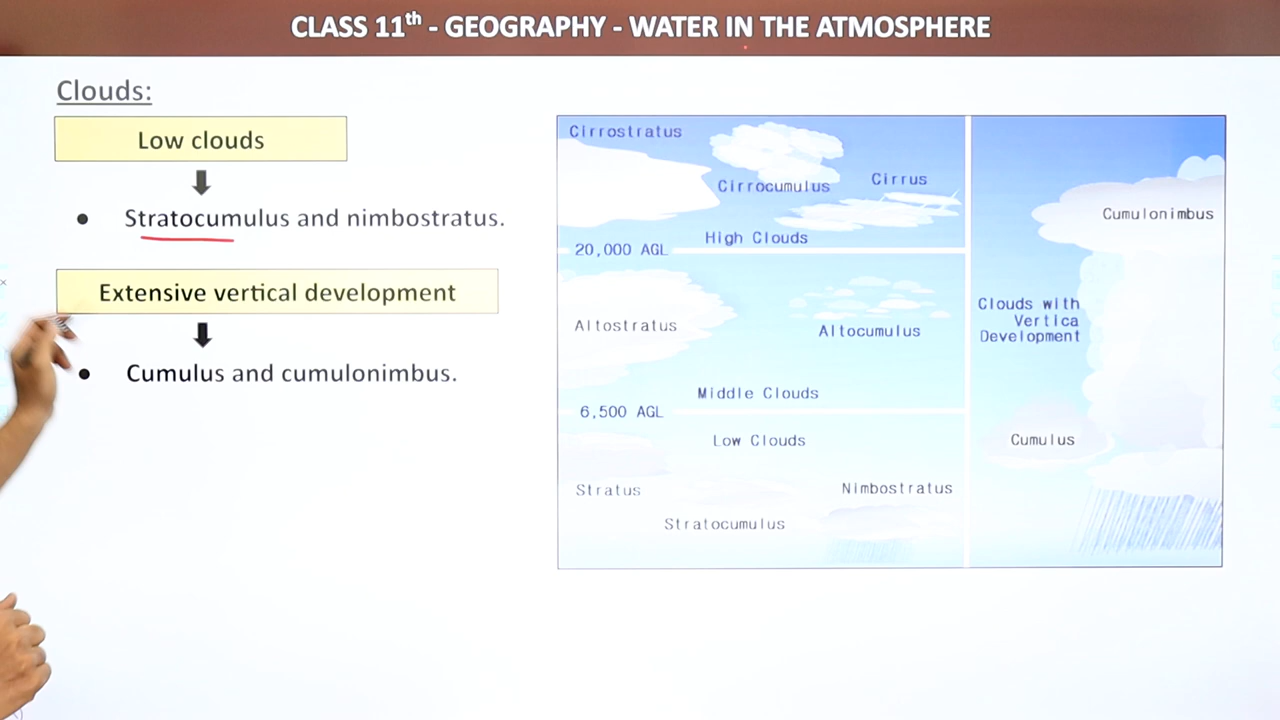 CLASS 11th - GEOGRAPHY - WATER IN THE ATMOSPHERE
Clouds:
Low clouds
● Stratocumulus and nimbostratus.
Extensive vertical development
● Cumulus and cumulonimbus.
Cirrostratus
Cirrocumulus
Cirrus
High Clouds
20,000 AGL
Altostratus
Altocumulus
Middle Clouds
6,500 AGL
Low Clouds
Stratus
Nimbostratus
Stratocumulus
Cumulonimbus
Clouds with
Vertica
Development
Cumulus